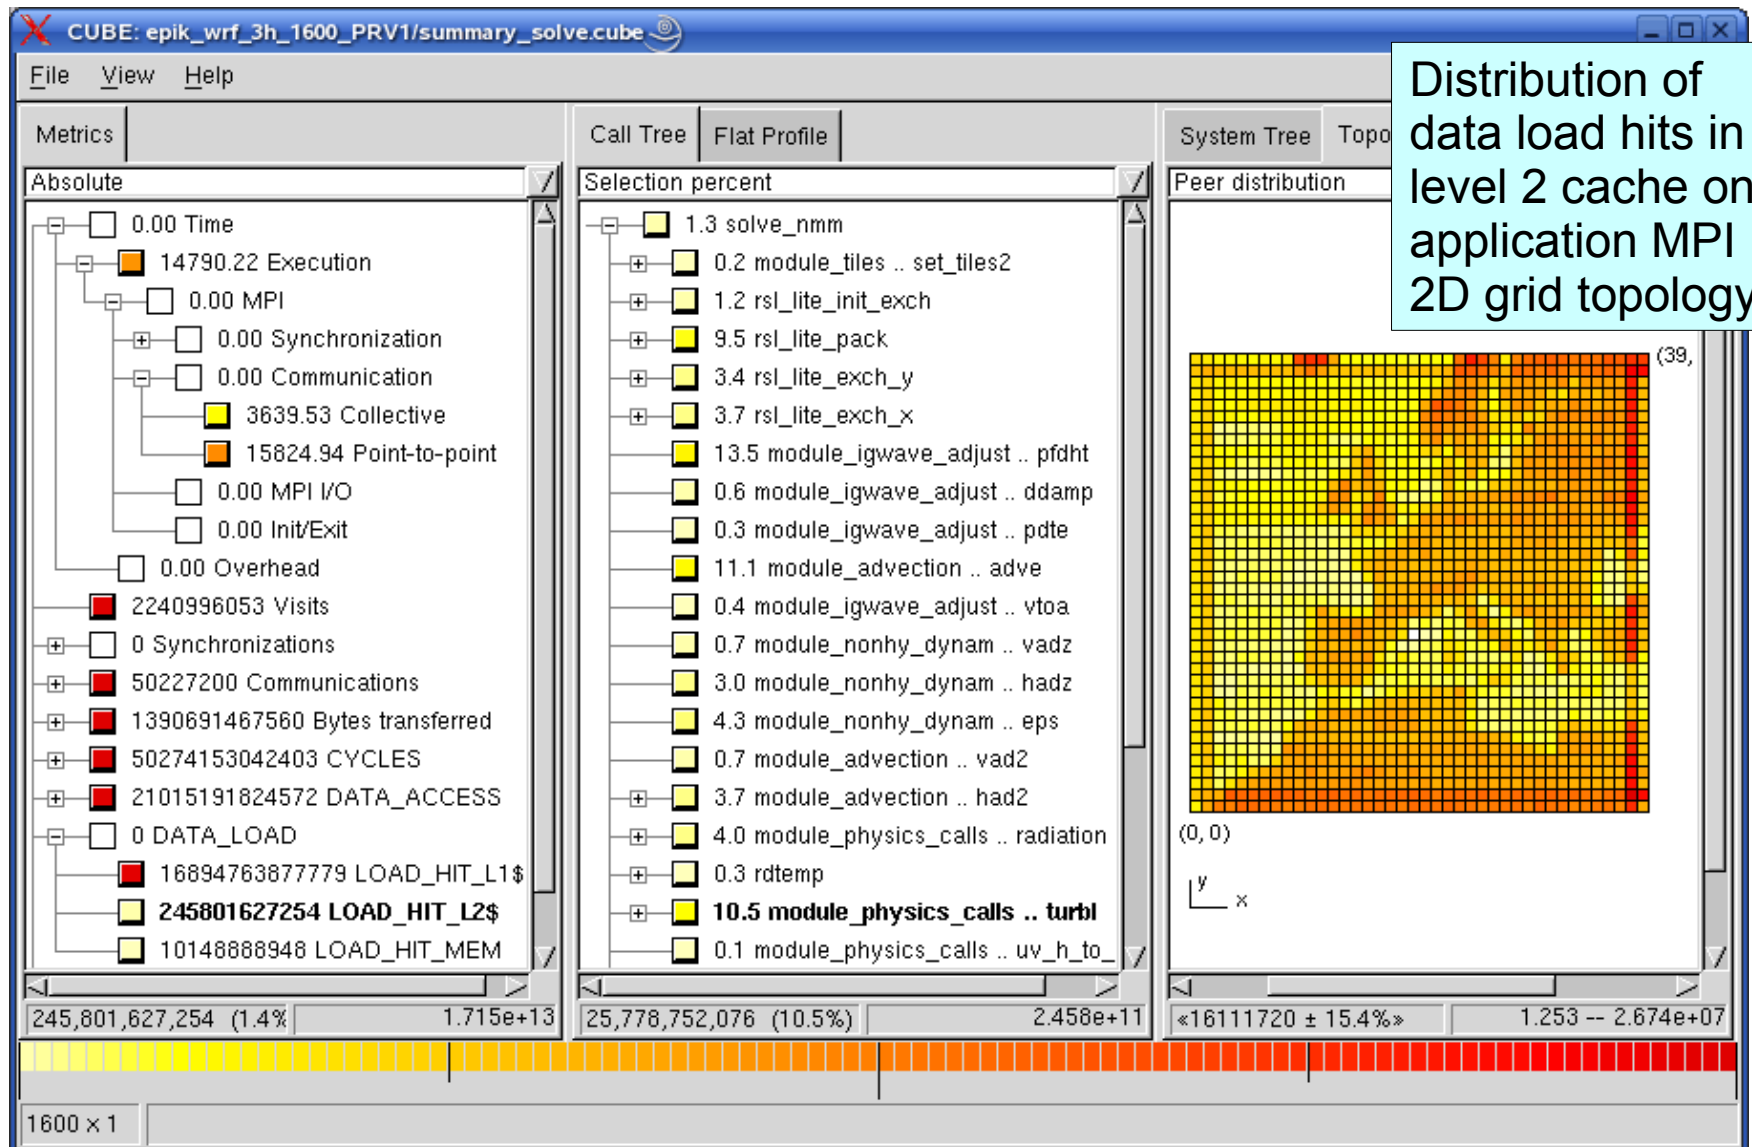 CUBE: epik_wrf_3h_1600_PRV1/summary_solve.cube
File View Help
Distribution of
data load hits in
level 2 cache on
application MPI
2D grid topology
Metrics
Call Tree Flat Profile
System Tree Topo
Absolute
Selection percent
Peer distribution
0.00 Time
14790.22 Execution
0.00 MPI
0.00 Synchronization
0.00 Communication
3639.53 Collective
15824.94 Point-to-point
0.00 MPI I/O
0.00 Init/Exit
0.00 Overhead
2240996053 Visits
0 Synchronizations
50227200 Communications
1390691467560 Bytes transferred
50274153042403 CYCLES
21015191824572 DATA_ACCESS
0 DATA_LOAD
16894763877779 LOAD_HIT_L1$
245801627254 LOAD_HIT_L2$
10148888948 LOAD_HIT_MEM
245,801,627,254 (1.4% 1.715e+13
1.3 solve_nmm
0.2 module_tiles .. set_tiles2
1.2 rsl_lite_init_exch
9.5 rsl_lite_pack
3.4 rsl_lite_exch_y
3.7 rsl_lite_exch_x
13.5 module_igwave_adjust .. pfdht
0.6 module_igwave_adjust .. ddamp
0.3 module_igwave_adjust .. pdte
11.1 module_advection .. adve
0.4 module_igwave_adjust .. vtoa
0.7 module_nonhy_dynam .. vadz
3.0 module_nonhy_dynam .. hadz
4.3 module_nonhy_dynam .. eps
0.7 module_advection .. vad2
3.7 module_advection .. had2
4.0 module_physics_calls .. radiation
0.3 rdtemp
10.5 module_physics_calls .. turbl
0.1 module_physics_calls .. uv_h_to_
25,778,752,076 (10.5%) 2.458e+11
(39,
(0, 0)
y
x
«16111720 ± 15.4%» 1.253 -- 2.674e+07
1600 x 1